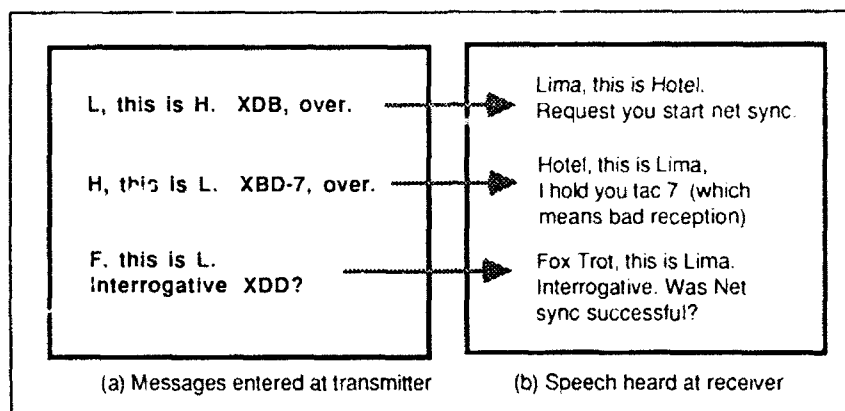 L, this is H. XDB, over.
H, this is L. XBD-7, over.
F. this is L.
Interrogative XDD?
(a) Messages entered at transmitter
Lima, this is Hotel.
Request you start net sync.
Hotel, this is Lima,
I hold you tac 7 (which
means bad reception)
Fox Trot, this is Lima.
Interrogative. Was Net
sync successful?
(b) Speech heard at receiver